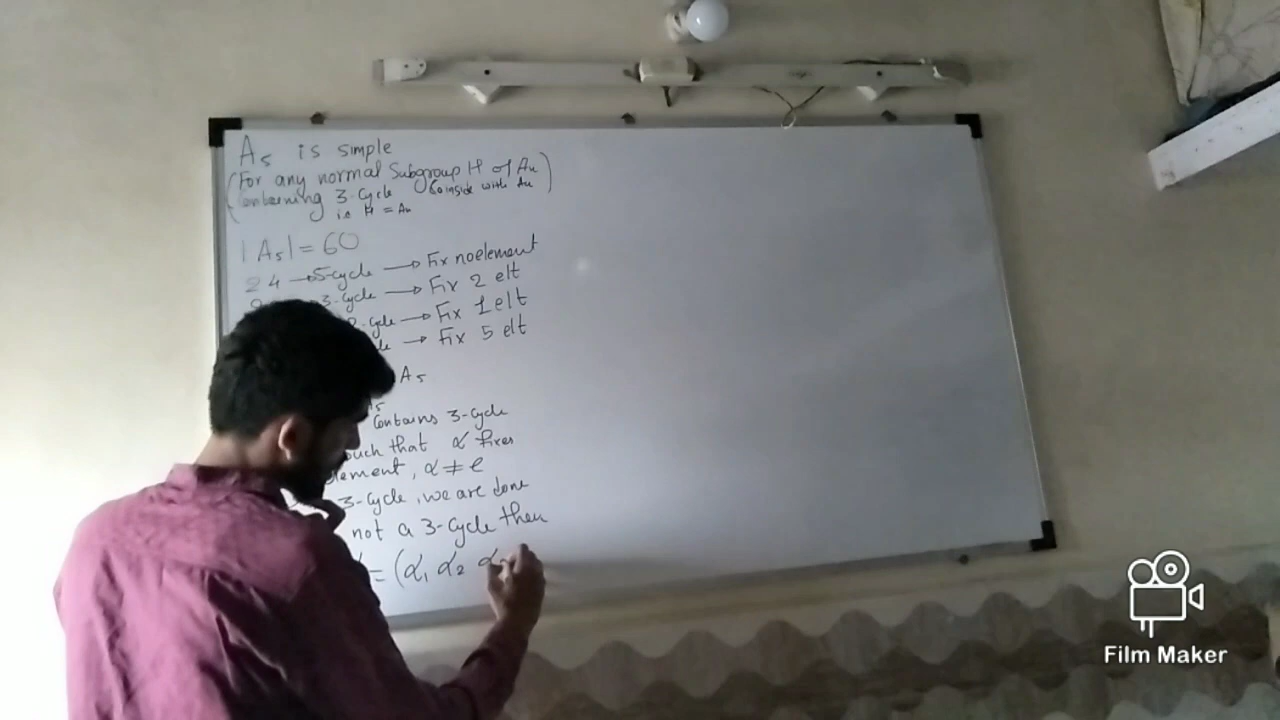 A5 is simple
(For any normal Subgroup H of An)
Containing 3-Cycle Coinside with An
i.e H = An
|A5| = 60
24 → 5-cycle → Fix no element
3-Cycle → Fix 2 elt
→ Fix 1 elt
→ Fix 5 elt
A5
Contains 3-Cycle
such that α fixes
element, α ≠ e
3-Cycle, we are done
not a 3-Cycle then
= (α1 α2
Film Maker